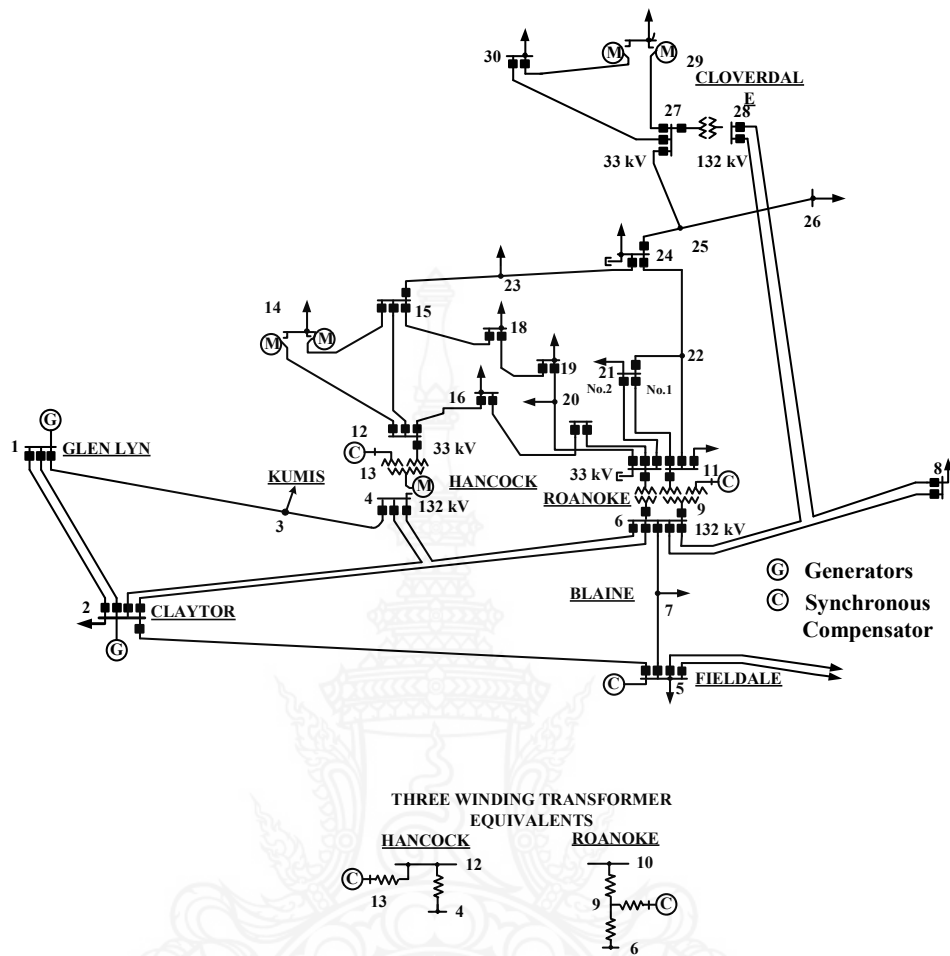 30
M
M
29
CLOVERDAL
E
27
28
33 kV
132 kV
26
25
24
23
14
M
M
15
18
22
21
19
No.2
No.1
16
20
G
12
1
GLEN LYN
C
33 kV
13
HANCOCK
KUMIS
M
3
4
132 kV
11
33 kV
ROANOKE
C
9
8
6
132 kV
G Generators
BLAINE
C Synchronous
Compensator
7
2
CLAYTOR
G
FIELDALE
C
5
THREE WINDING TRANSFORMER
EQUIVALENTS
HANCOCK
ROANOKE
12
10
C
13
9
C
4
6